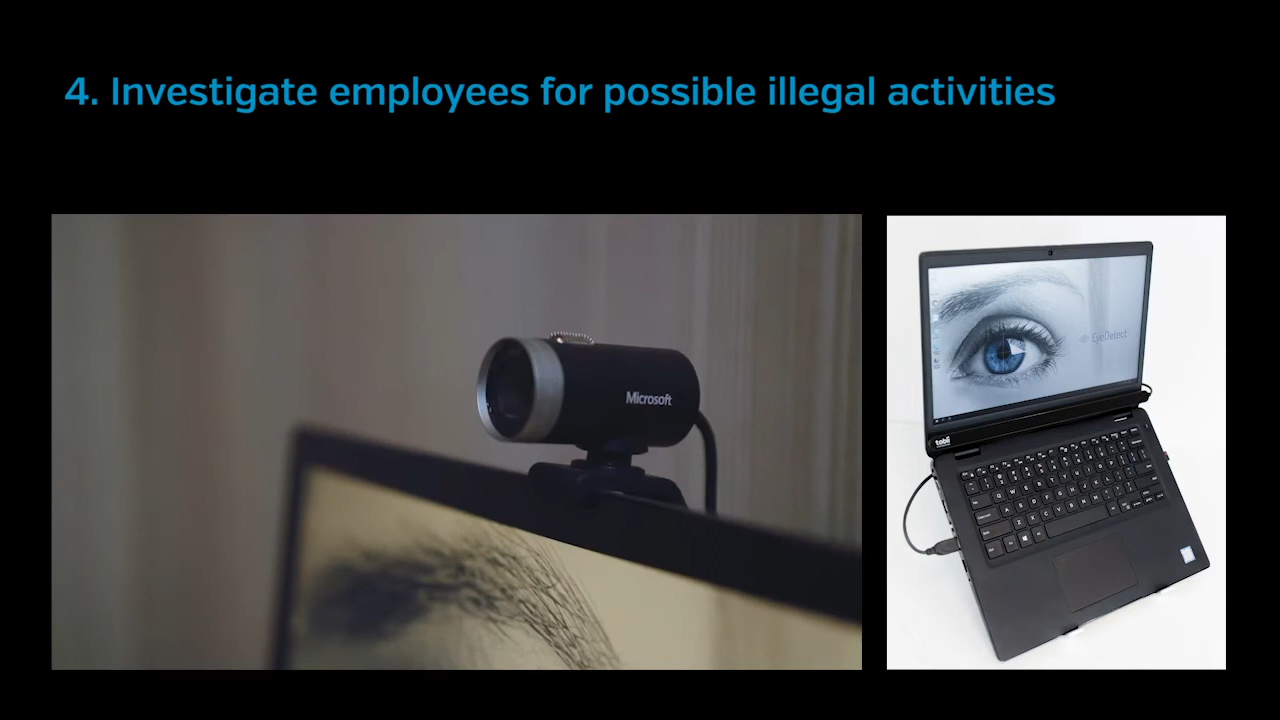 4. Investigate employees for possible illegal activities
Microsoft
EyeDetect
tobii